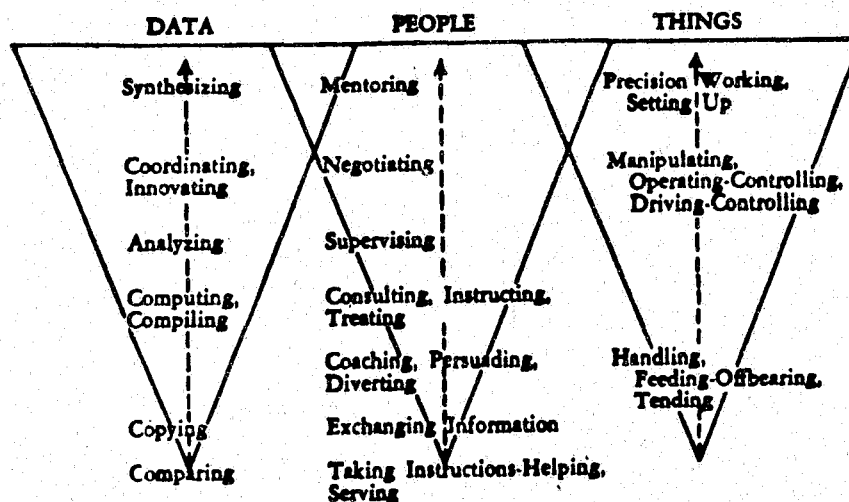 DATA
Synthesizing
Coordinating,
Innovating
Analyzing
Computing,
Compiling
Copying
Comparing
PEOPLE
Mentoring
Negotiating
Supervising
Consulting, Instructing,
Treating
Coaching, Persuading,
Diverting
Exchanging Information
Taking Instructions-Helping,
Serving
THINGS
Precision Working,
Setting Up
Manipulating,
Operating-Controlling,
Driving-Controlling
Handling,
Feeding-Offbearing,
Tending